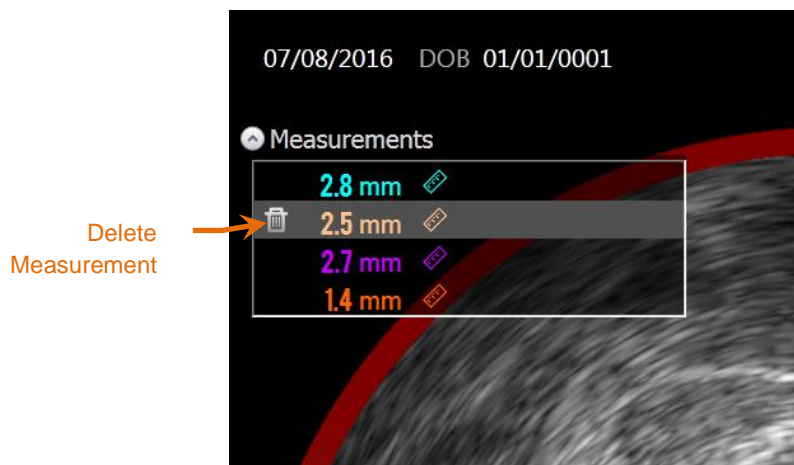 07/08/2016 DOB 01/01/0001
Measurements
2.8 mm
2.5 mm
2.7 mm
1.4 mm
Delete
Measurement